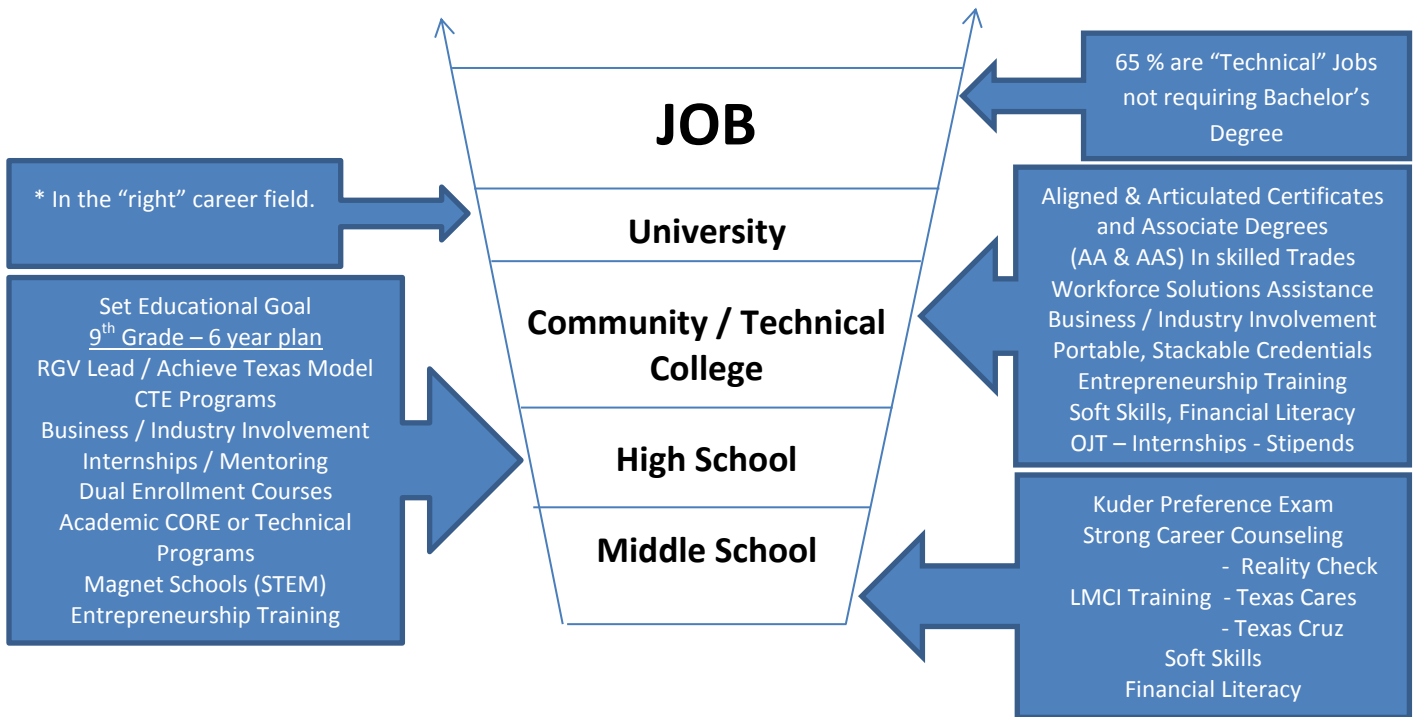 JOB
University
Community / Technical
College
High School
Middle School
* In the “right” career field.
Set Educational Goal
9th Grade – 6 year plan
RGV Lead / Achieve Texas Model
CTE Programs
Business / Industry Involvement
Internships / Mentoring
Dual Enrollment Courses
Academic CORE or Technical
Programs
Magnet Schools (STEM)
Entrepreneurship Training
65 % are “Technical” Jobs
not requiring Bachelor’s
Degree
Aligned & Articulated Certificates
and Associate Degrees
(AA & AAS) In skilled Trades
Workforce Solutions Assistance
Business / Industry Involvement
Portable, Stackable Credentials
Entrepreneurship Training
Soft Skills, Financial Literacy
OJT – Internships - Stipends
Kuder Preference Exam
Strong Career Counseling
- Reality Check
LMCI Training - Texas Cares
- Texas Cruz
Soft Skills
Financial Literacy